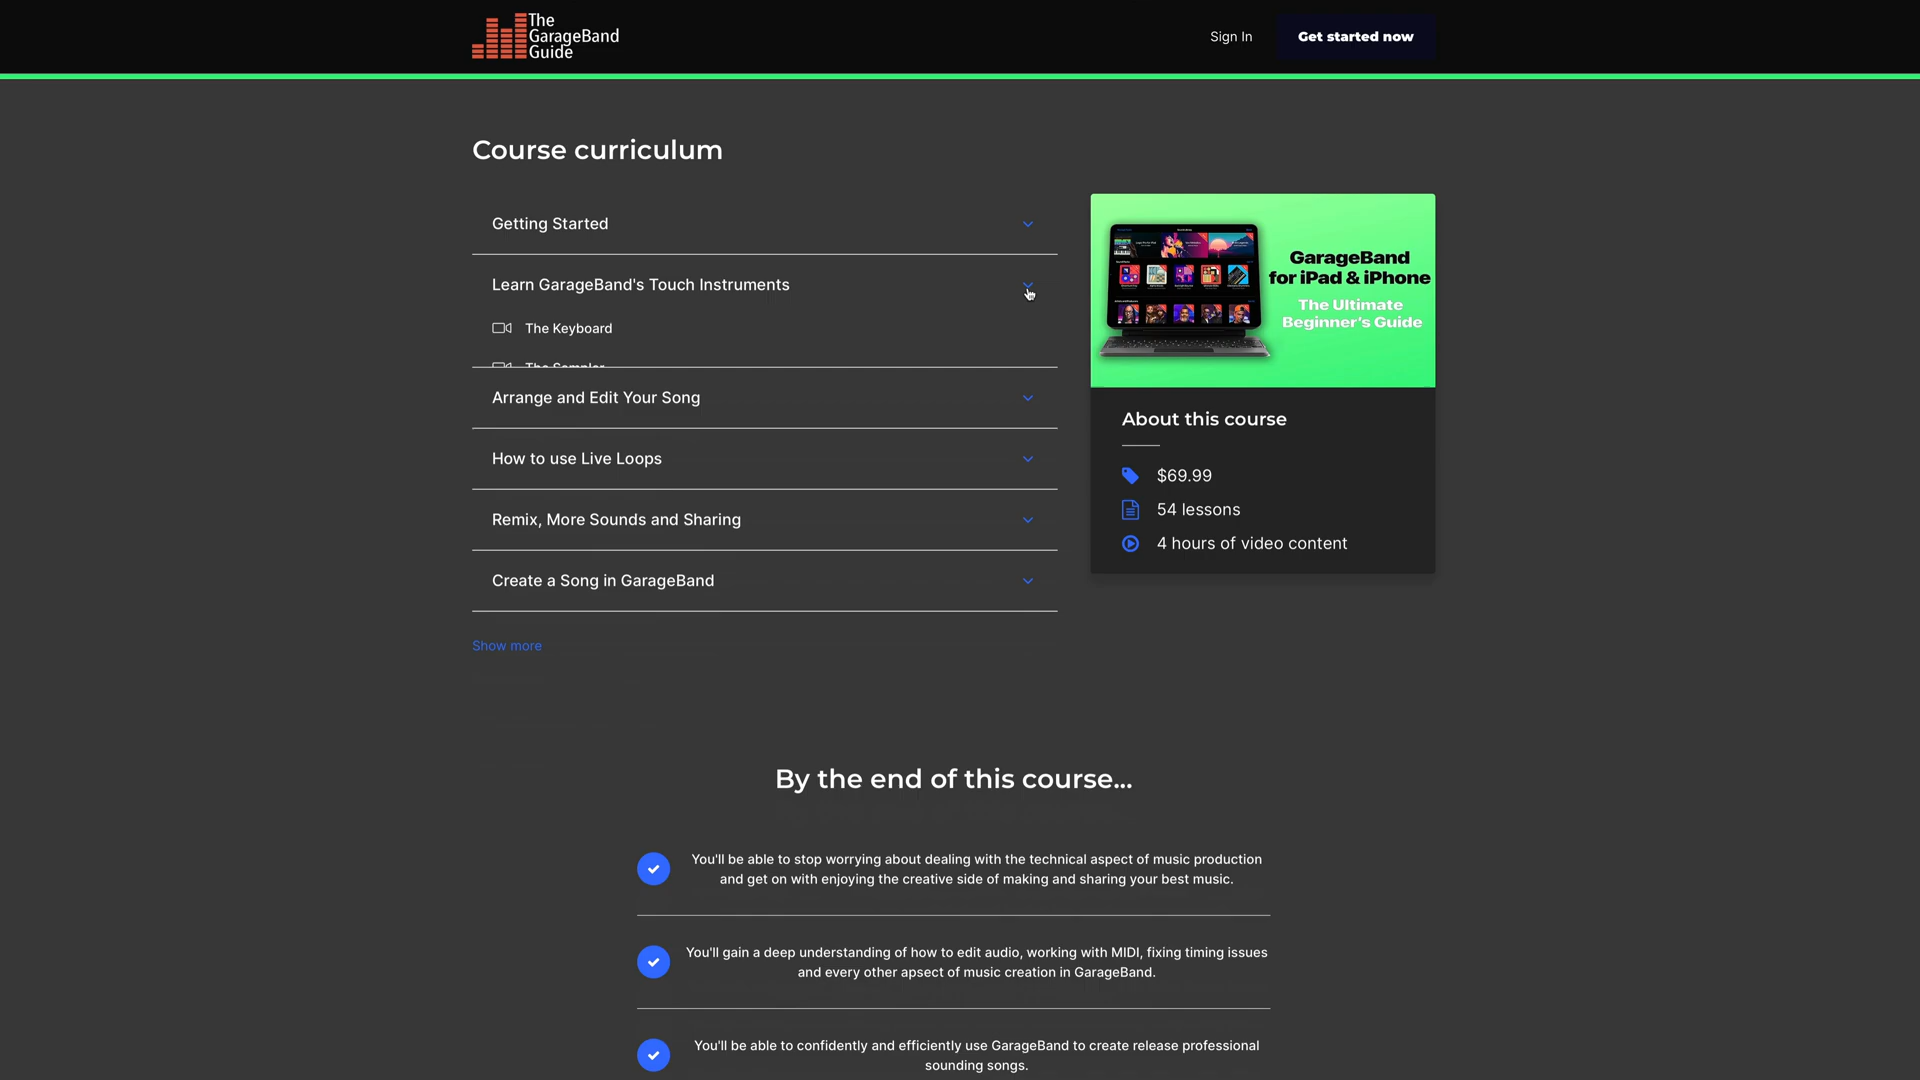 The
GarageBand
Guide
Sign In
Get started now
Course curriculum
Getting Started
Learn GarageBand's Touch Instruments
The Keyboard
The Sampler
Arrange and Edit Your Song
How to use Live Loops
Remix, More Sounds and Sharing
Create a Song in GarageBand
Show more
GarageBand
for iPad & iPhone
The Ultimate
Beginner's Guide
About this course
$69.99
54 lessons
4 hours of video content
By the end of this course...
You'll be able to stop worrying about dealing with the technical aspect of music production
and get on with enjoying the creative side of making and sharing your best music.
You'll gain a deep understanding of how to edit audio, working with MIDI, fixing timing issues
and every other apsect of music creation in GarageBand.
You'll be able to confidently and efficiently use GarageBand to create release professional
sounding songs.